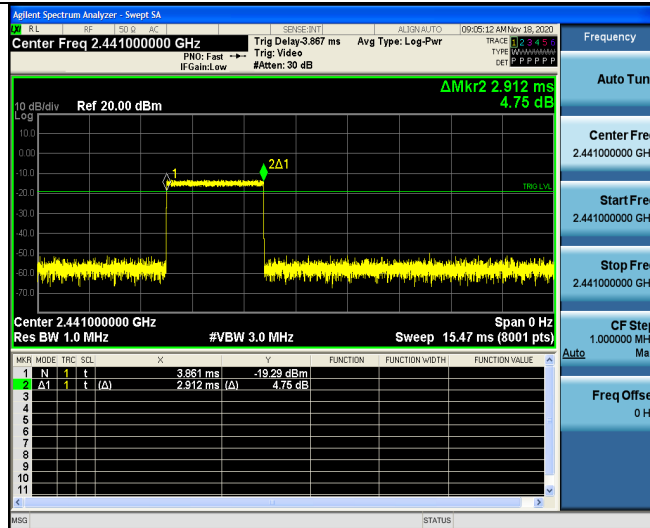 Agilent Spectrum Analyzer - Swept SA
LXI RL RF 50 Ω AC SENSE:INT ALIGN AUTO 09:05:12 AM Nov 18, 2020
Center Freq 2.441000000 GHz
PNO: Fast
IFGain:Low
Trig Delay-3.867 ms
Trig: Video
#Atten: 30 dB
Avg Type: Log-Pwr
TRACE 1 2 3 4 5 6
TYPE
DET P P P P P P
Frequency
ΔMkr2 2.912 ms
4.75 dB
10 dB/div Ref 20.00 dBm
Log
10.0
0.00
-10.0
-20.0
-30.0
-40.0
-50.0
-60.0
-70.0
1
2Δ1
TRIG LVL
Center 2.441000000 GHz Span 0 Hz
Res BW 1.0 MHz #VBW 3.0 MHz Sweep 15.47 ms (8001 pts)
MKR MODE TRC SCL X Y FUNCTION FUNCTION WIDTH FUNCTION VALUE
1 N 1 t 3.861 ms -19.29 dBm
2 Δ1 1 t (Δ) 2.912 ms (Δ) 4.75 dB
3
4
5
6
7
8
9
10
11
MSG STATUS
Auto Tun
Center Fre
2.441000000 GH
Start Fre
2.441000000 GH
Stop Fre
2.441000000 GH
CF Ste
1.000000 MH
Auto Ma
Freq Offse
0 H